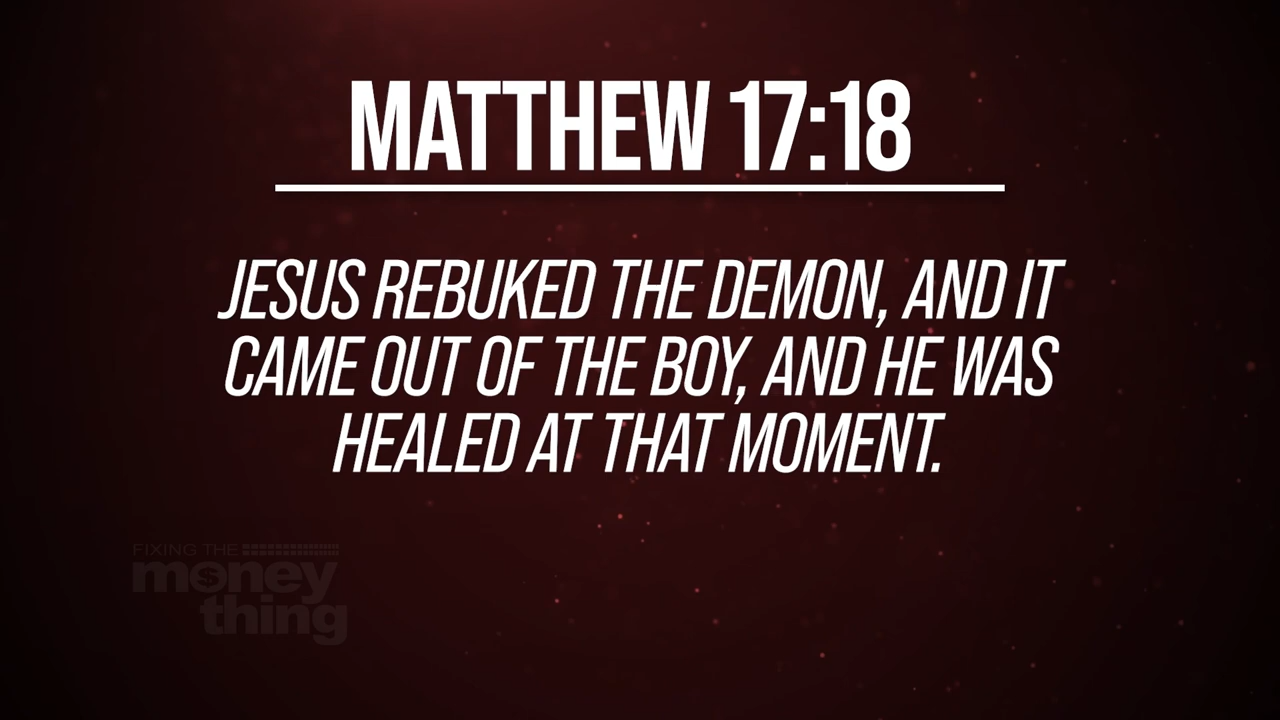 MATTHEW 17:18
JESUS REBUKED THE DEMON, AND IT
CAME OUT OF THE BOY, AND HE WAS
HEALED AT THAT MOMENT.
FIXING THE
money
thing